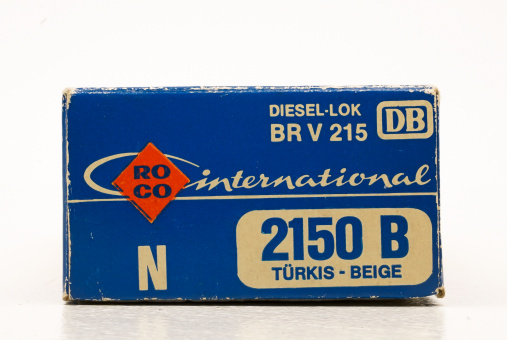 DIESEL-LOK
BR V 215
DB
RO
CO
international
N
2150 B
TÜRKIS - BEIGE